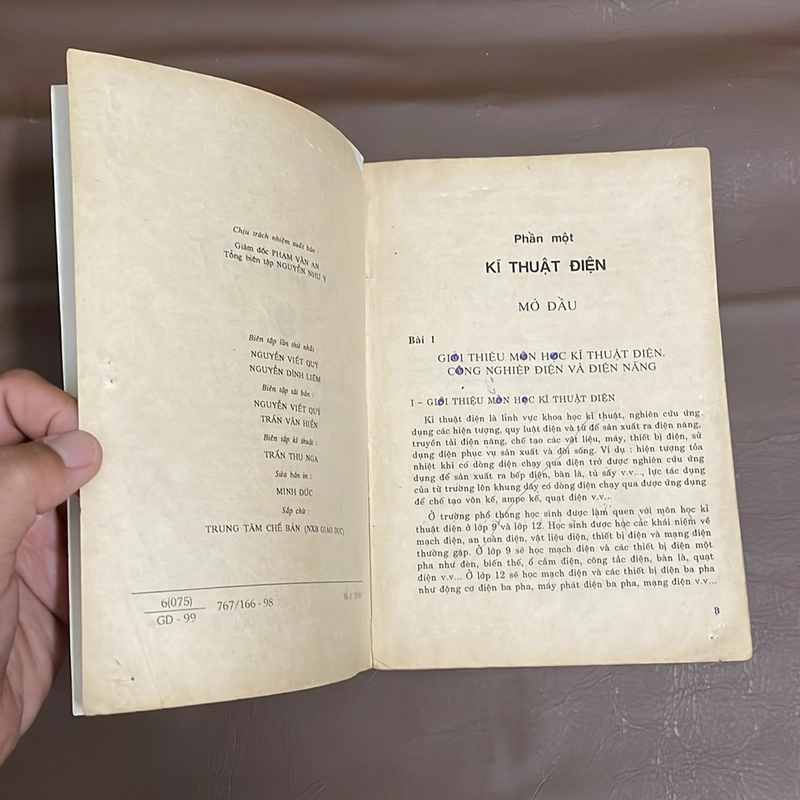 Chịu trách nhiệm xuất bản :
Giám đốc PHẠM VĂN AN
Tổng biên tập NGUYỄN NHƯ Ý
Biên tập lần thứ nhất :
NGUYỄN VIẾT QUÝ
NGUYỄN ĐÌNH LIÊM
Biên tập tái bản :
NGUYỄN VIẾT QUÝ
TRẦN VĂN HIỂN
Biên tập kĩ thuật :
TRẦN THU NGA
Sửa bản in :
MINH ĐỨC
Sắp chữ :
TRUNG TÂM CHẾ BẢN (NXB GIÁO DỤC)
6(075)
GD - 99
767/166 - 98
Phần một
KĨ THUẬT ĐIỆN
MỞ ĐẦU
Bài 1
GIỚI THIỆU MÔN HỌC KĨ THUẬT ĐIỆN.
CÔNG NGHIỆP ĐIỆN VÀ ĐIỆN NĂNG
I - GIỚI THIỆU MÔN HỌC KĨ THUẬT ĐIỆN
Kĩ thuật điện là lĩnh vực khoa học kĩ thuật, nghiên cứu ứng
dụng các hiện tượng, quy luật điện và từ để sản xuất ra điện năng,
truyền tải điện năng, chế tạo các vật liệu, máy, thiết bị điện, sử
dụng điện phục vụ sản xuất và đời sống. Ví dụ : hiện tượng tỏa
nhiệt khi có dòng điện chạy qua điện trở được nghiên cứu ứng
dụng để sản xuất ra bếp điện, bàn là, tủ sấy v.v..., lực tác dụng
của từ trường lên khung dây có dòng điện chạy qua được ứng dụng
để chế tạo vôn kế, ampe kế, quạt điện v.v...
Ở trường phổ thông học sinh được làm quen với môn học kĩ
thuật điện ở lớp 9 và lớp 12. Học sinh được học các khái niệm về
mạch điện, an toàn điện, vật liệu điện, thiết bị điện và mạng điện
thường gặp. Ở lớp 9 sẽ học mạch điện và các thiết bị điện một
pha như đèn, biến thế, ổ cắm điện, công tắc điện, bàn là, quạt
điện v.v... Ở lớp 12 sẽ học mạch điện và các thiết bị điện ba pha
như động cơ điện ba pha, máy phát điện ba pha, mạng điện v.v...
3